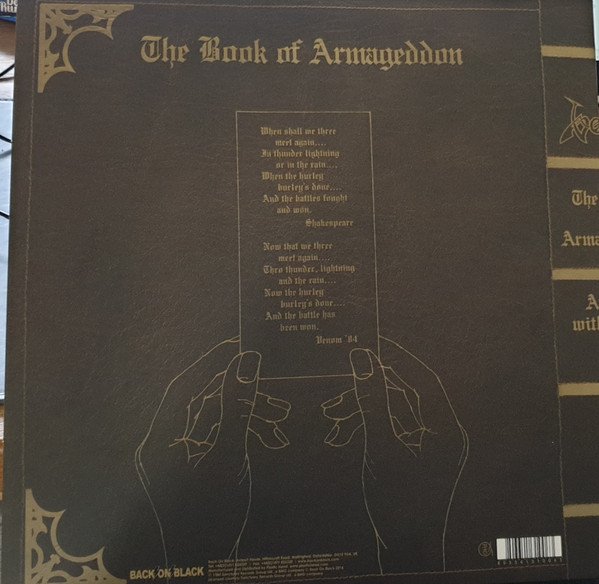 The Book of Armageddon
When shall we three
meet again....
In thunder lightning
or in the rain....
When the hurley
burley's done....
And the battles fought
and won.
Shakespeare
Now that we three
meet again....
Thro thunder, lightning
and the rain....
Now the hurley
burley's done....
And the battle has
been won.
Venom '84
The
Arma
A
with
BACK ON BLACK